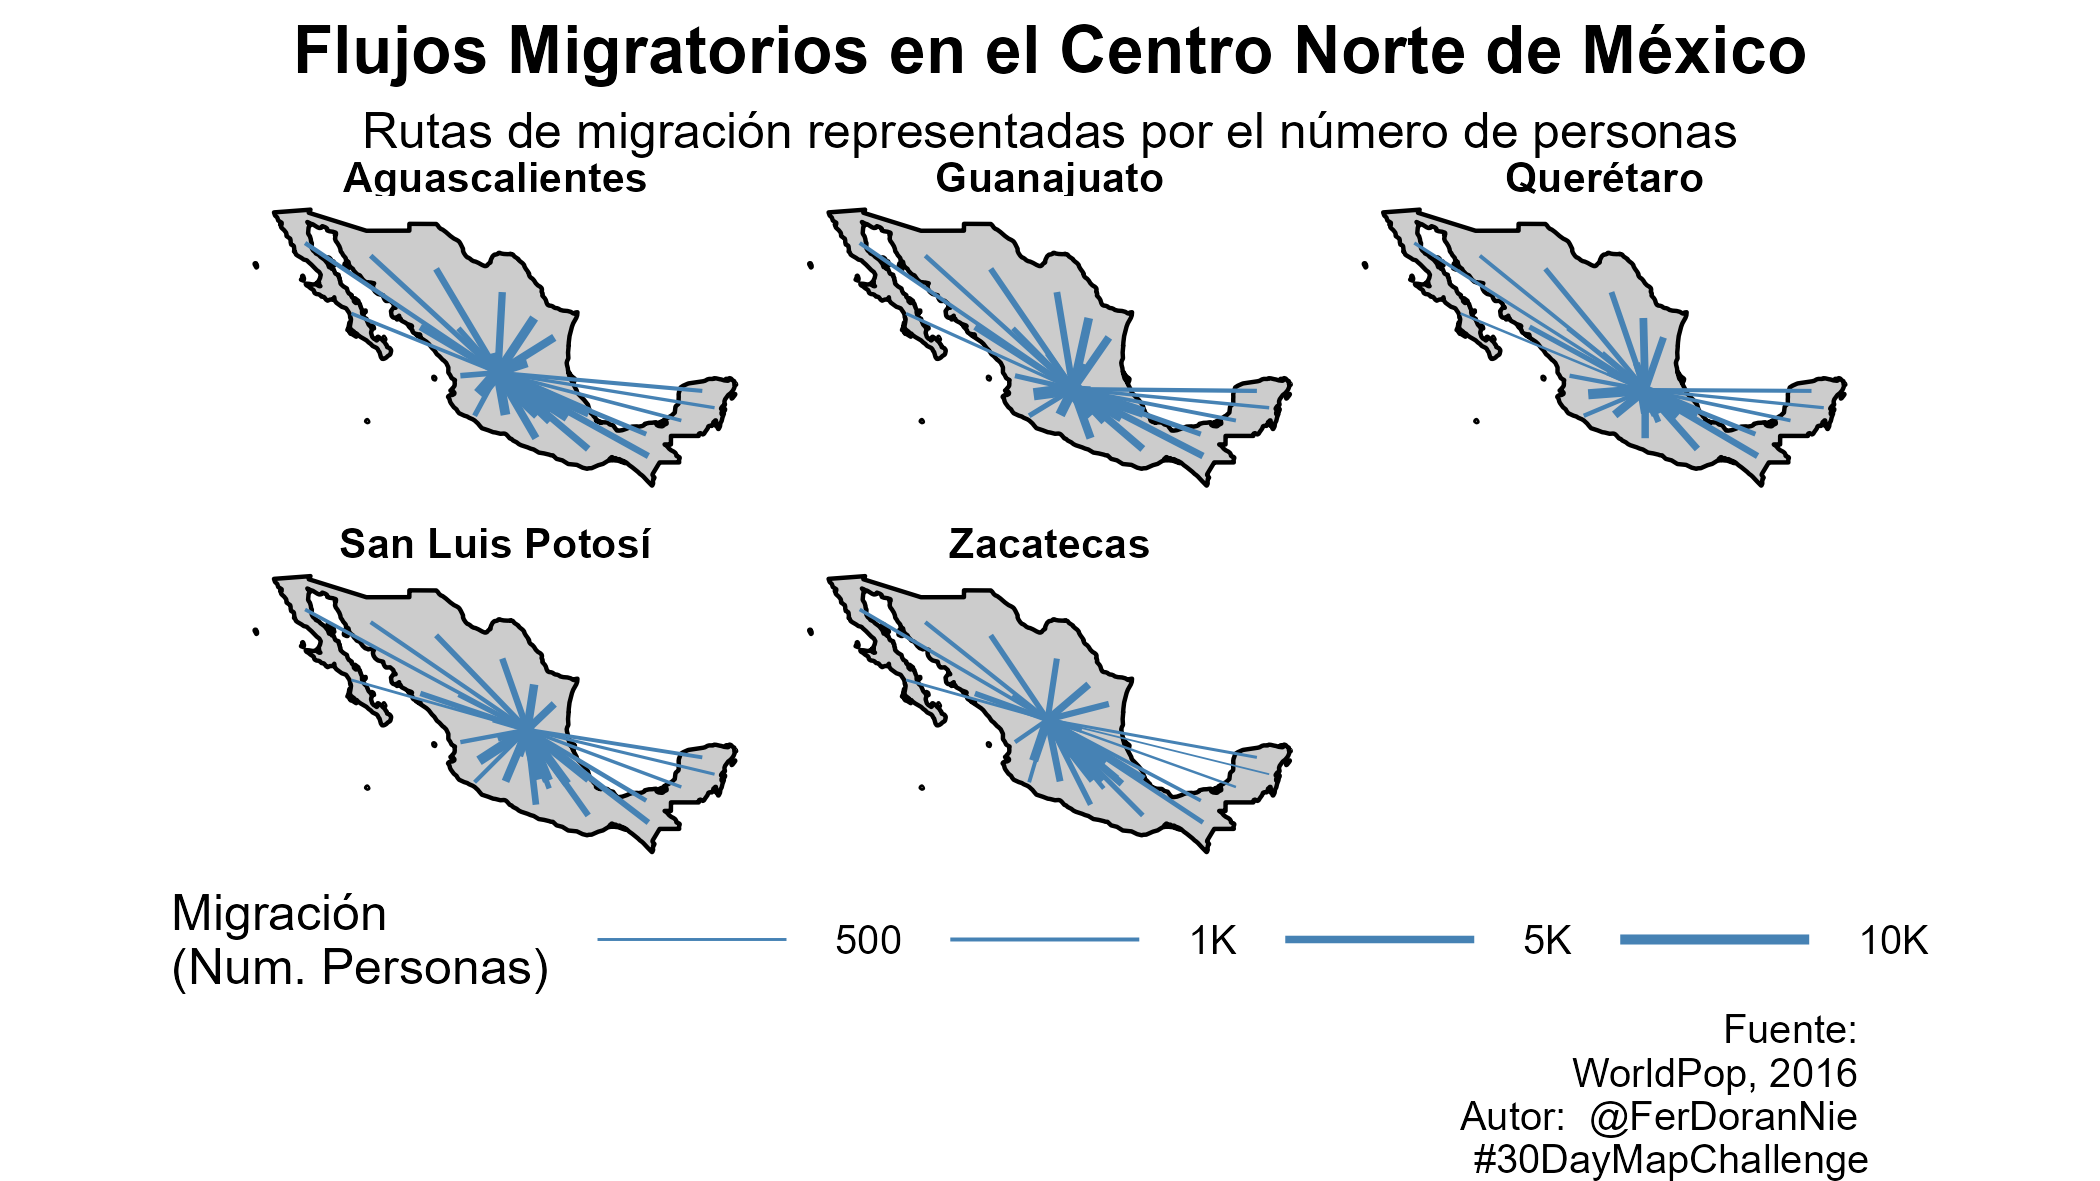 Flujos Migratorios en el Centro Norte de México
Rutas de migración representadas por el número de personas
Aguascalientes
Guanajuato
Querétaro
San Luis Potosí
Zacatecas
Migración
(Num. Personas)
500
1K
5K
10K
Fuente:
WorldPop, 2016
Autor:  @FerDoranNie
#30DayMapChallenge